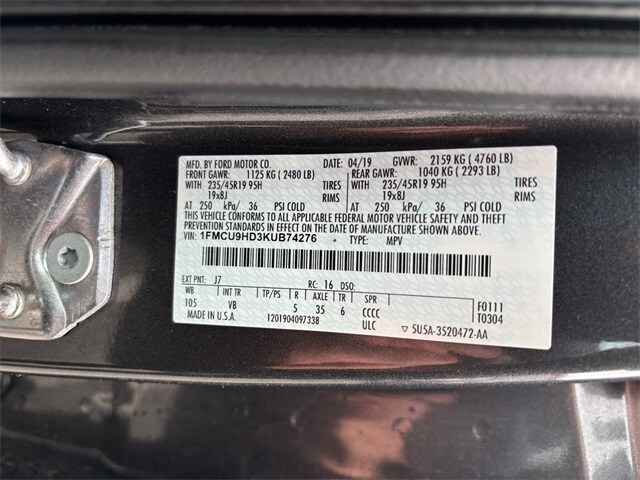 MFD. BY FORD MOTOR CO. DATE: 04/19 GVWR: 2159 KG ( 4760 LB)
FRONT GAWR: 1125 KG ( 2480 LB) REAR GAWR: 1040 KG ( 2293 LB)
WITH 235/45R19 95H TIRES WITH 235/45R19 95H TIRES
19x8J RIMS 19x8J RIMS
AT 250 kPa/ 36 PSI COLD AT 250 kPa/ 36 PSI COLD
THIS VEHICLE CONFORMS TO ALL APPLICABLE FEDERAL MOTOR VEHICLE SAFETY AND THEFT
PREVENTION STANDARDS IN EFFECT ON THE DATE OF MANUFACTURE SHOWN ABOVE.
VIN: 1FMCU9HD3KUB74276 * TYPE: MPV
EXT PNT: J7 RC: 16 DSO:
WB INT TR TP/PS R AXLE TR SPR F0111
105 VB 5 35 6 CCCC T0304
MADE IN U.S.A. 1201904097338 ULC ▽ 5U5A-3520472-AA